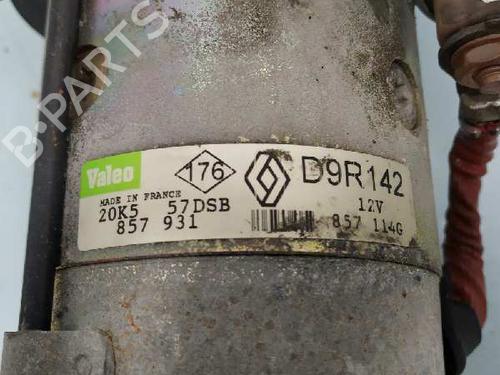 B-PARTS
Valeo
176
D9R142
MADE IN FRANCE
20K5 57DSB
12V
857 931
857 114G